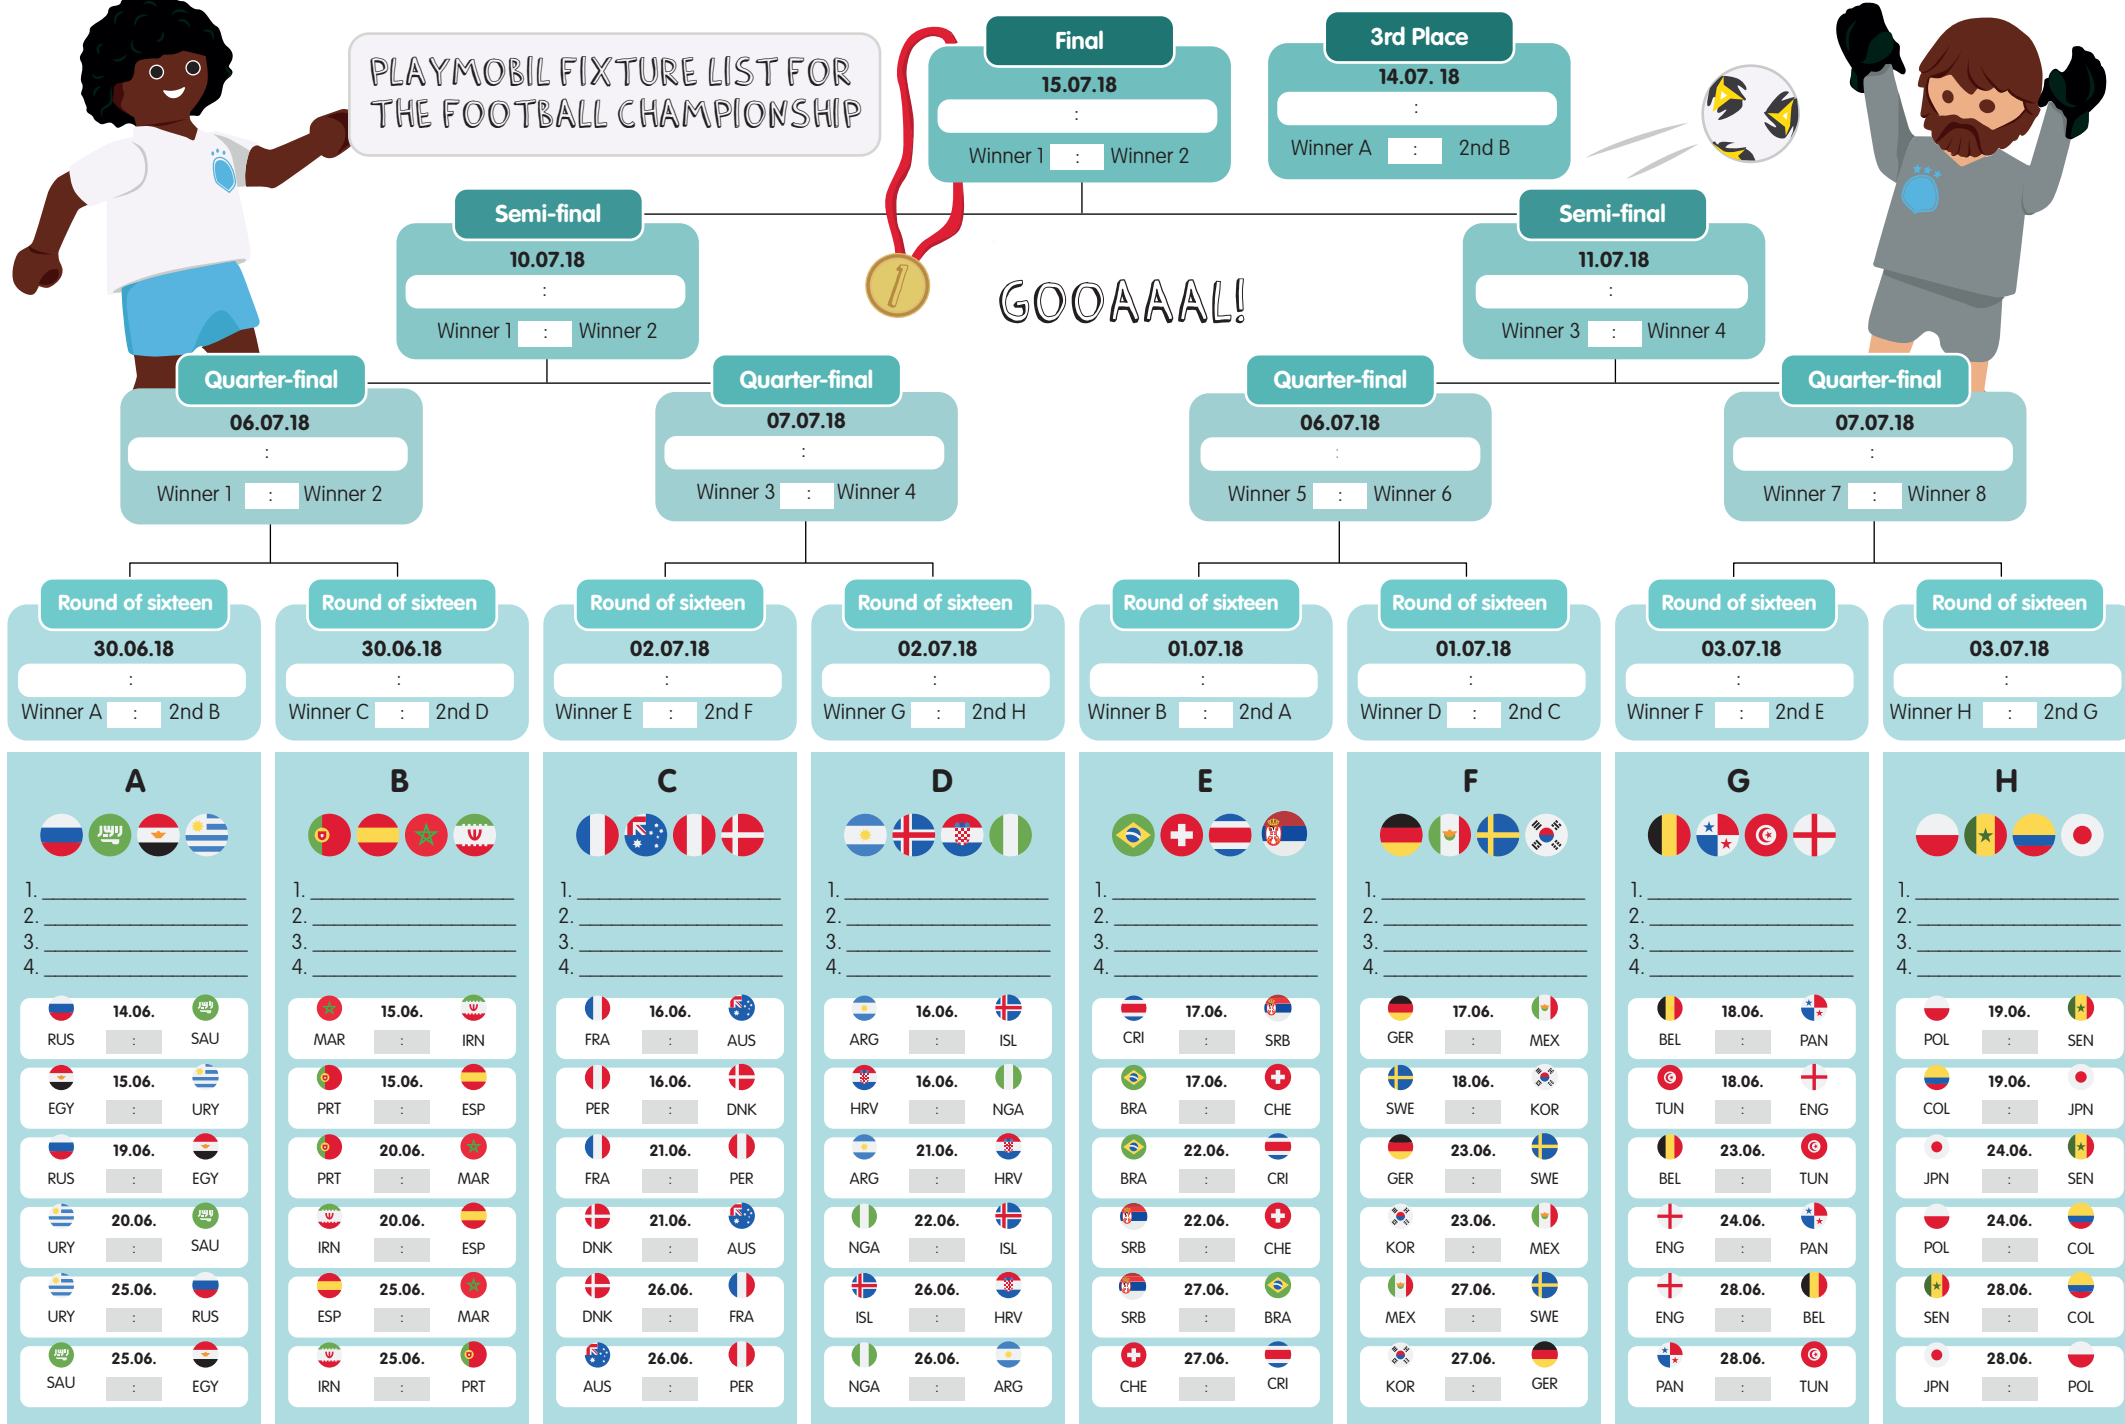 PLAYMOBIL FIXTURE LIST FOR
THE FOOTBALL CHAMPIONSHIP
Final
15.07.18
:
Winner 1 : Winner 2
3rd Place
14.07. 18
:
Winner A : 2nd B
Semi-final
10.07.18
:
Winner 1 : Winner 2
GOOAAAL!
1
Semi-final
11.07.18
:
Winner 3 : Winner 4
Quarter-final
06.07.18
:
Winner 1 : Winner 2
Quarter-final
07.07.18
:
Winner 3 : Winner 4
Quarter-final
06.07.18
:
Winner 5 : Winner 6
Quarter-final
07.07.18
:
Winner 7 : Winner 8
Round of sixteen
30.06.18
:
Winner A : 2nd B
Round of sixteen
30.06.18
:
Winner C : 2nd D
Round of sixteen
02.07.18
:
Winner E : 2nd F
Round of sixteen
02.07.18
:
Winner G : 2nd H
Round of sixteen
01.07.18
:
Winner B : 2nd A
Round of sixteen
01.07.18
:
Winner D : 2nd C
Round of sixteen
03.07.18
:
Winner F : 2nd E
Round of sixteen
03.07.18
:
Winner H : 2nd G
A
1.
2.
3.
4.
14.06.
RUS : SAU
15.06.
EGY : URY
19.06.
RUS : EGY
20.06.
URY : SAU
25.06.
URY : RUS
25.06.
SAU : EGY
B
1.
2.
3.
4.
15.06.
MAR : IRN
15.06.
PRT : ESP
20.06.
PRT : MAR
20.06.
IRN : ESP
25.06.
ESP : MAR
25.06.
IRN : PRT
C
1.
2.
3.
4.
16.06.
FRA : AUS
16.06.
PER : DNK
21.06.
FRA : PER
21.06.
DNK : AUS
26.06.
DNK : FRA
26.06.
AUS : PER
D
1.
2.
3.
4.
16.06.
ARG : ISL
16.06.
HRV : NGA
21.06.
ARG : HRV
22.06.
NGA : ISL
26.06.
ISL : HRV
26.06.
NGA : ARG
E
1.
2.
3.
4.
17.06.
CRI : SRB
17.06.
BRA : CHE
22.06.
BRA : CRI
22.06.
SRB : CHE
27.06.
SRB : BRA
27.06.
CHE : CRI
F
1.
2.
3.
4.
17.06.
GER : MEX
18.06.
SWE : KOR
23.06.
GER : SWE
23.06.
KOR : MEX
27.06.
MEX : SWE
27.06.
KOR : GER
G
1.
2.
3.
4.
18.06.
BEL : PAN
18.06.
TUN : ENG
23.06.
BEL : TUN
24.06.
ENG : PAN
28.06.
ENG : BEL
28.06.
PAN : TUN
H
1.
2.
3.
4.
19.06.
POL : SEN
19.06.
COL : JPN
24.06.
JPN : SEN
24.06.
POL : COL
28.06.
SEN : COL
28.06.
JPN : POL